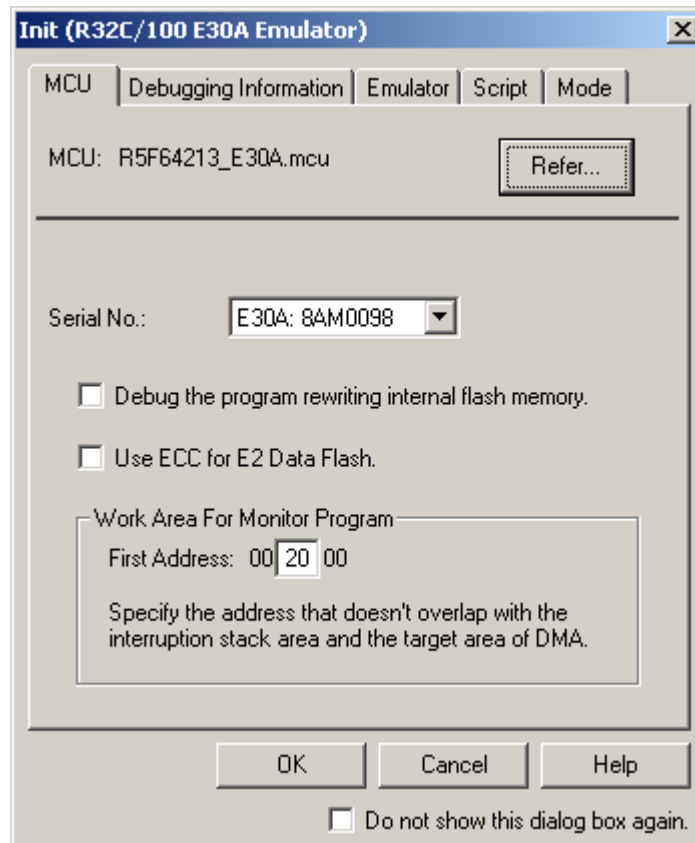 Init (R32C/100 E30A Emulator)
MCU Debugging Information Emulator Script Mode
MCU: R5F64213_E30A.mcu Refer...
Serial No.: E30A: 8AM0098
Debug the program rewriting internal flash memory.
Use ECC for E2 Data Flash.
Work Area For Monitor Program
First Address: 00 20 00
Specify the address that doesn't overlap with the
interruption stack area and the target area of DMA.
OK Cancel Help
Do not show this dialog box again.